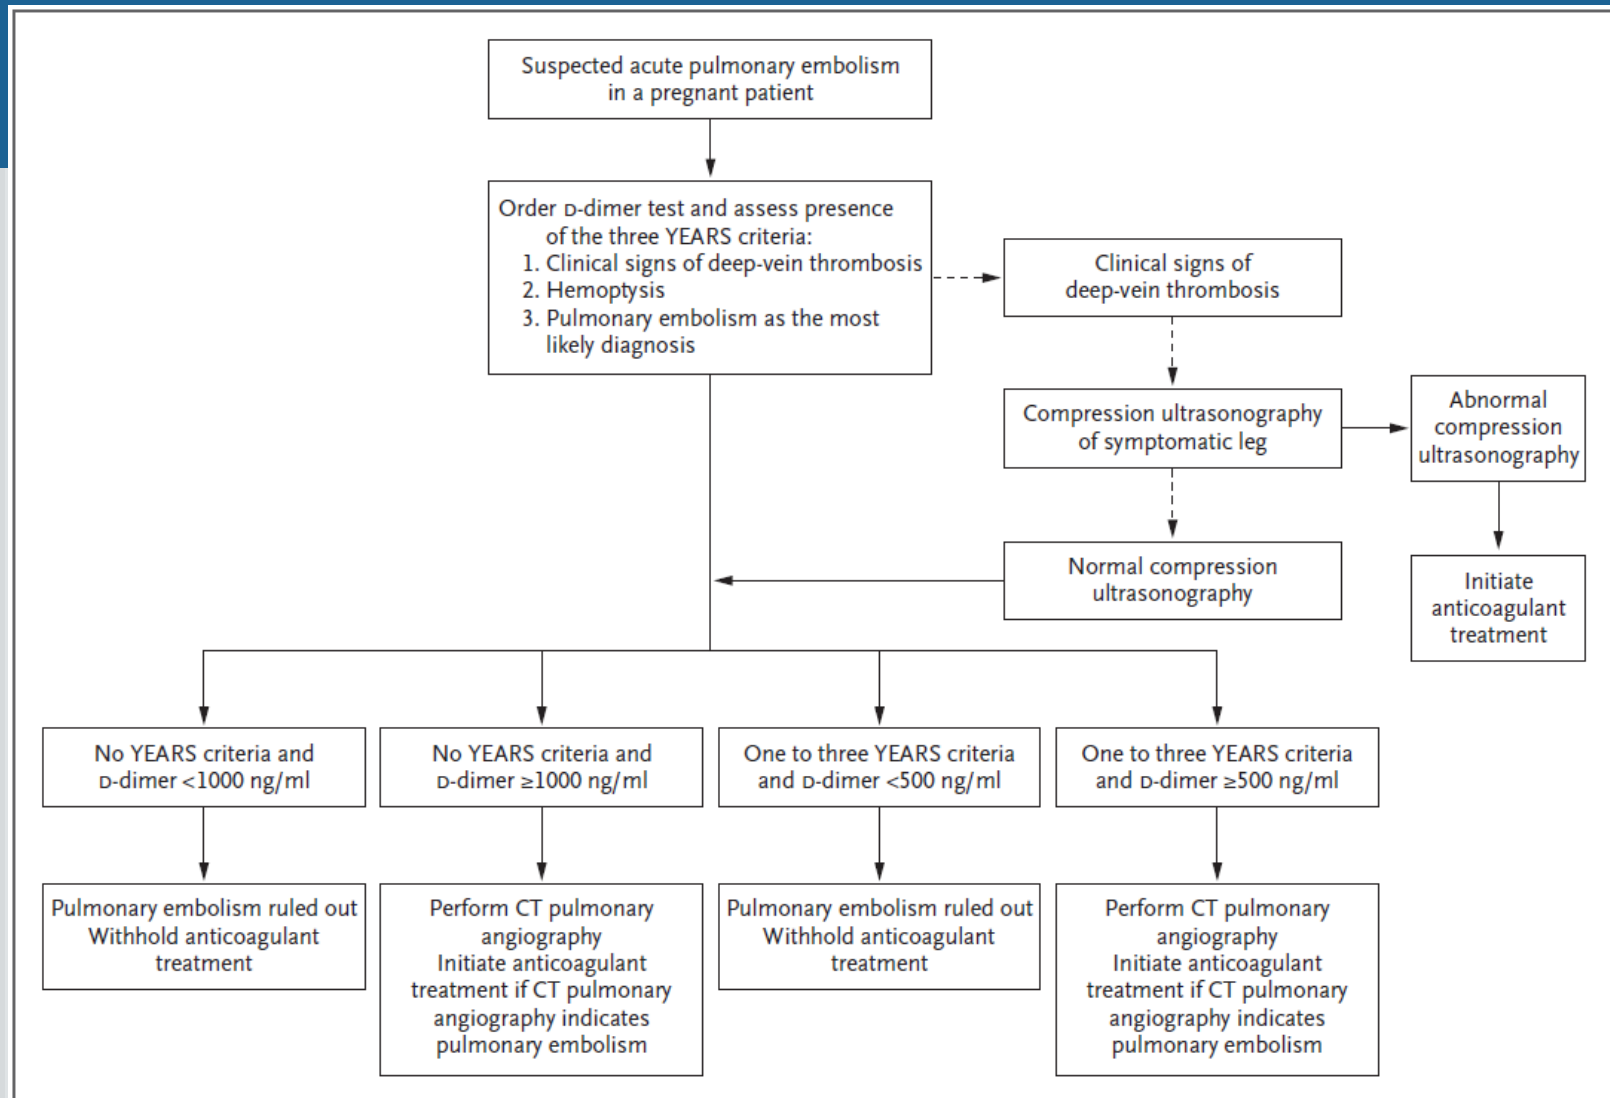 Suspected acute pulmonary embolism
in a pregnant patient
Order D-dimer test and assess presence
of the three YEARS criteria:
1. Clinical signs of deep-vein thrombosis
2. Hemoptysis
3. Pulmonary embolism as the most
likely diagnosis
Clinical signs of
deep-vein thrombosis
Compression ultrasonography
of symptomatic leg
Abnormal
compression
ultrasonography
Normal compression
ultrasonography
Initiate
anticoagulant
treatment
No YEARS criteria and
D-dimer <1000 ng/ml
No YEARS criteria and
D-dimer ≥1000 ng/ml
One to three YEARS criteria
and D-dimer <500 ng/ml
One to three YEARS criteria
and D-dimer ≥500 ng/ml
Pulmonary embolism ruled out
Withhold anticoagulant
treatment
Perform CT pulmonary
angiography
Initiate anticoagulant
treatment if CT pulmonary
angiography indicates
pulmonary embolism
Pulmonary embolism ruled out
Withhold anticoagulant
treatment
Perform CT pulmonary
angiography
Initiate anticoagulant
treatment if CT pulmonary
angiography indicates
pulmonary embolism